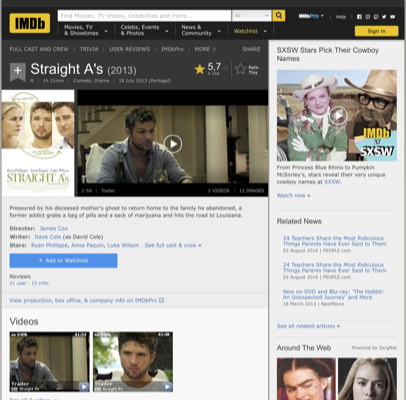 IMDb
Find Movies, TV shows, Celebrities and more...
All
IMDbPro
Help
Movies, TV & Showtimes
Celebs, Events & Photos
News & Community
Watchlist
Sign in
FULL CAST AND CREW | TRIVIA | USER REVIEWS | IMDbPro | MORE
SHARE
Straight A's (2013)
5,7
Rate This
R | 1h 31min | Comedy, Drama | 18 July 2013 (Portugal)
STRAIGHT A's
1:54 | Trailer
2 VIDEOS | 12 IMAGES
Pressured by his deceased mother's ghost to return home to the family he abandoned, a
former addict grabs a bag of pills and a sack of marijuana and hits the road to Louisiana.
Director: James Cox
Writer: Dave Cole (as David Cole)
Stars: Ryan Phillippe, Anna Paquin, Luke Wilson | See full cast & crew »
+ Add to Watchlist
Reviews
21 user | 12 critic
View production, box office, & company info on IMDbPro
Videos
Trailer
Straight A's
Trailer
Straight A's
SXSW Stars Pick Their Cowboy
Names
IMDb
at
SXSW
From Princess Blue Rhino to Pumpkin
McSorley's, stars reveal their very unique
cowboy names at SXSW.
Watch now »
Related News
24 Teachers Share the Most Ridiculous
Things Parents Have Ever Said to Them
03 August 2016 | PEOPLE.com
24 Teachers Share the Most Ridiculous
Things Parents Have Ever Said to Them
03 August 2016 | PEOPLE.com
New on DVD and Blu-ray: 'The Hobbit:
An Unexpected Journey' and More
18 March 2013 | NextMovie
See all related articles »
Around The Web
Powered by ZergNet